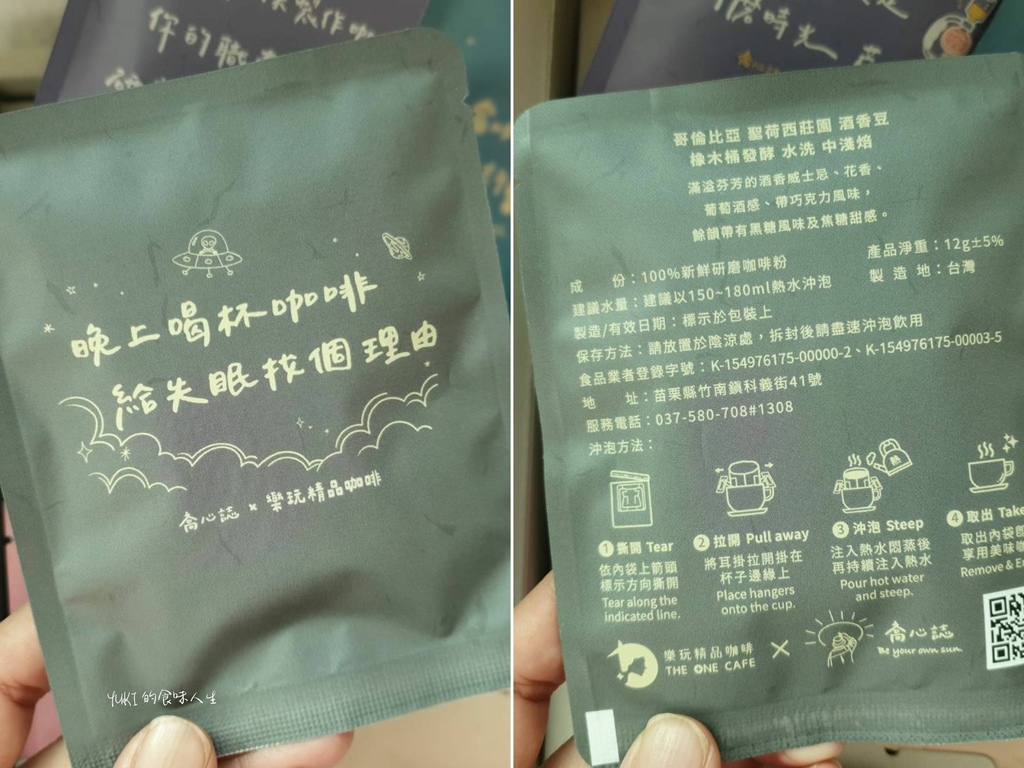 你的職
晚上喝杯咖啡
給失眠找個理由
喬心誌 × 樂玩精品咖啡
YUKI的食味人生
哥倫比亞 聖荷西莊園 酒香豆
橡木桶發酵 水洗 中淺焙
滿溢芬芳的酒香威士忌、花香、
葡萄酒感、帶巧克力風味，
餘韻帶有黑糖風味及焦糖甜感。
成 份：100%新鮮研磨咖啡粉
產品淨重：12g±5%
建議水量：建議以150~180ml熱水沖泡
製 造 地：台灣
製造/有效日期：標示於包裝上
保存方法：請放置於陰涼處，拆封後請盡速沖泡飲用
食品業者登錄字號：K-154976175-00000-2、K-154976175-00003-5
地 址：苗栗縣竹南鎮科義街41號
服務電話：037-580-708#1308
沖泡方法：
1 撕開 Tear
依內袋上箭頭
標示方向撕開
Tear along the
indicated line.
2 拉開 Pull away
將耳掛拉開掛在
杯子邊緣上
Place hangers
onto the cup.
3 沖泡 Steep
注入熱水悶蒸後
再持續注入熱水
Pour hot water
and steep.
4 取出 Take
取出內袋
享用美味
Remove & En
樂玩精品咖啡
THE ONE CAFE
×
喬心誌
Be your own sun